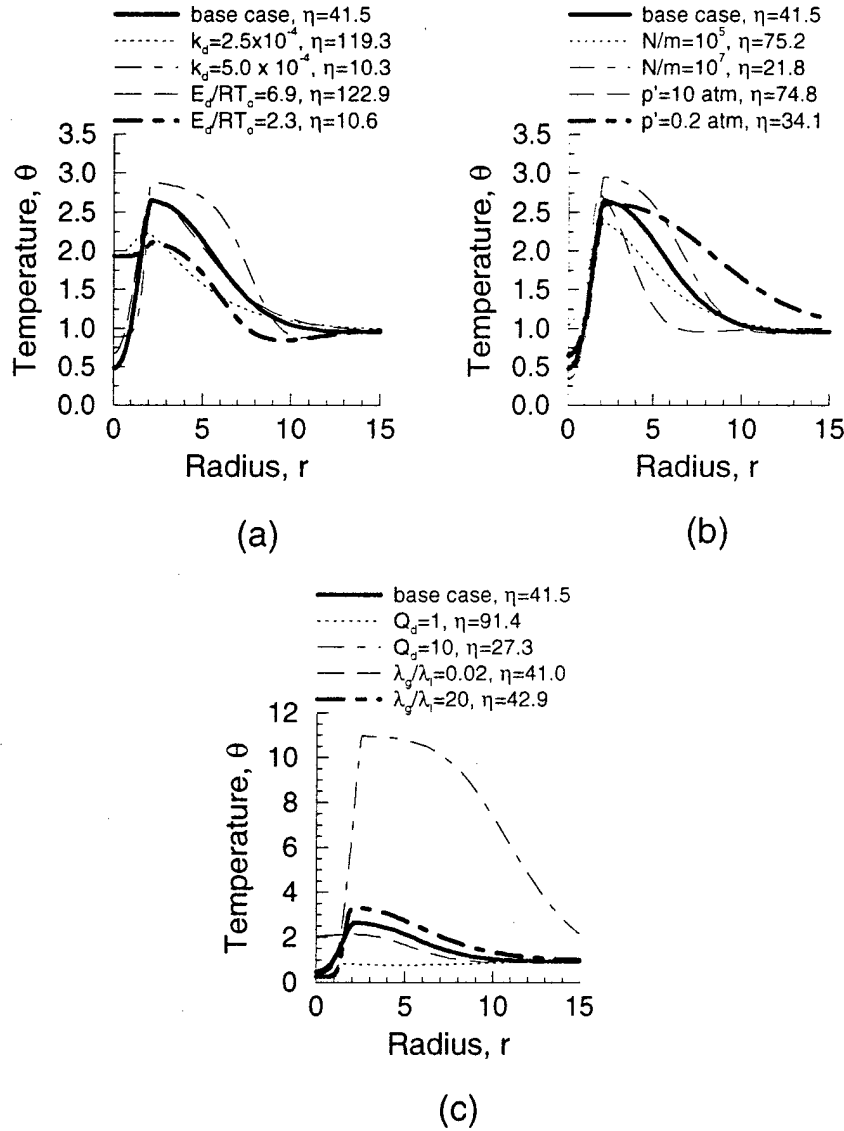 base case, η=41.5
k_d=2.5x10⁻⁴, η=119.3
k_d=5.0 x 10⁻⁴, η=10.3
E_d/RT_o=6.9, η=122.9
E_d/RT_o=2.3, η=10.6
3.5
3.0
2.5
2.0
1.5
1.0
0.5
0.0
Temperature, θ
0 5 10 15
Radius, r
(a)
base case, η=41.5
N/m=10⁵, η=75.2
N/m=10⁷, η=21.8
p'=10 atm, η=74.8
p'=0.2 atm, η=34.1
3.5
3.0
2.5
2.0
1.5
1.0
0.5
0.0
Temperature, θ
0 5 10 15
Radius, r
(b)
base case, η=41.5
Q_d=1, η=91.4
Q_d=10, η=27.3
λ_g/λ_l=0.02, η=41.0
λ_g/λ_l=20, η=42.9
12
10
8
6
4
2
0
Temperature, θ
0 5 10 15
Radius, r
(c)